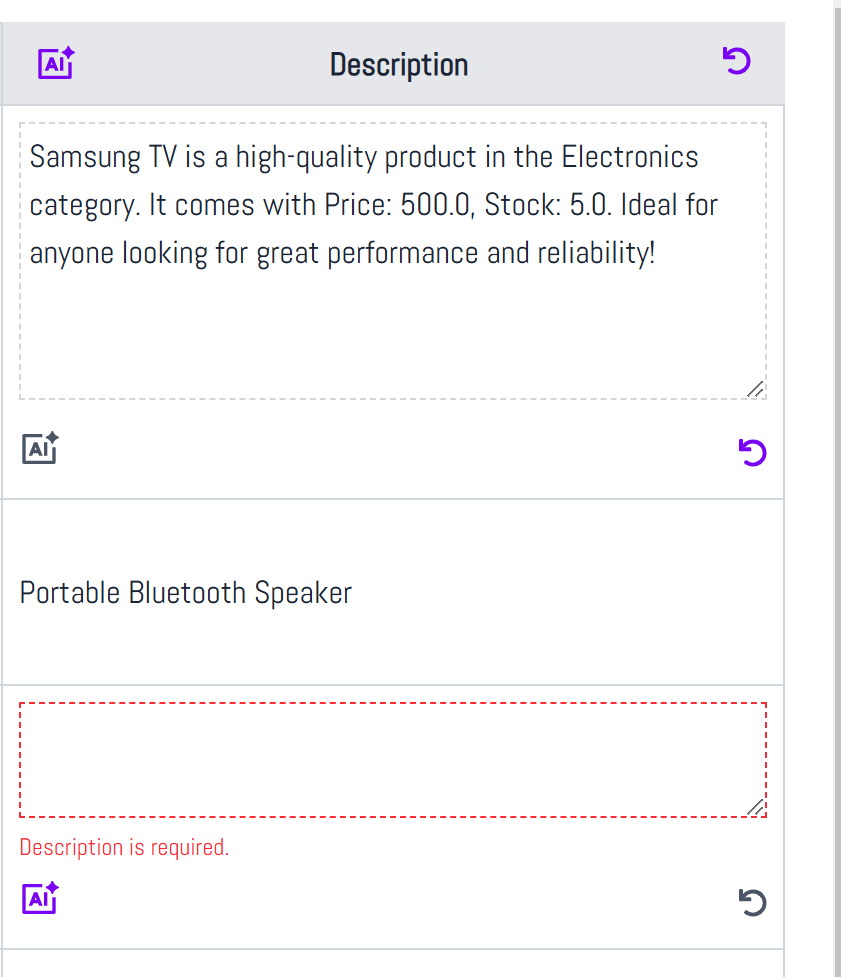 AI
Description
Samsung TV is a high-quality product in the Electronics
category. It comes with Price: 500.0, Stock: 5.0. Ideal for
anyone looking for great performance and reliability!
AI
Portable Bluetooth Speaker
Description is required.
AI